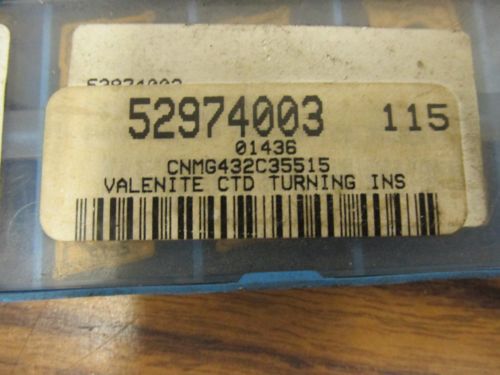 52974003 115
01436
CNMG432C35515
VALENITE CTD TURNING INS